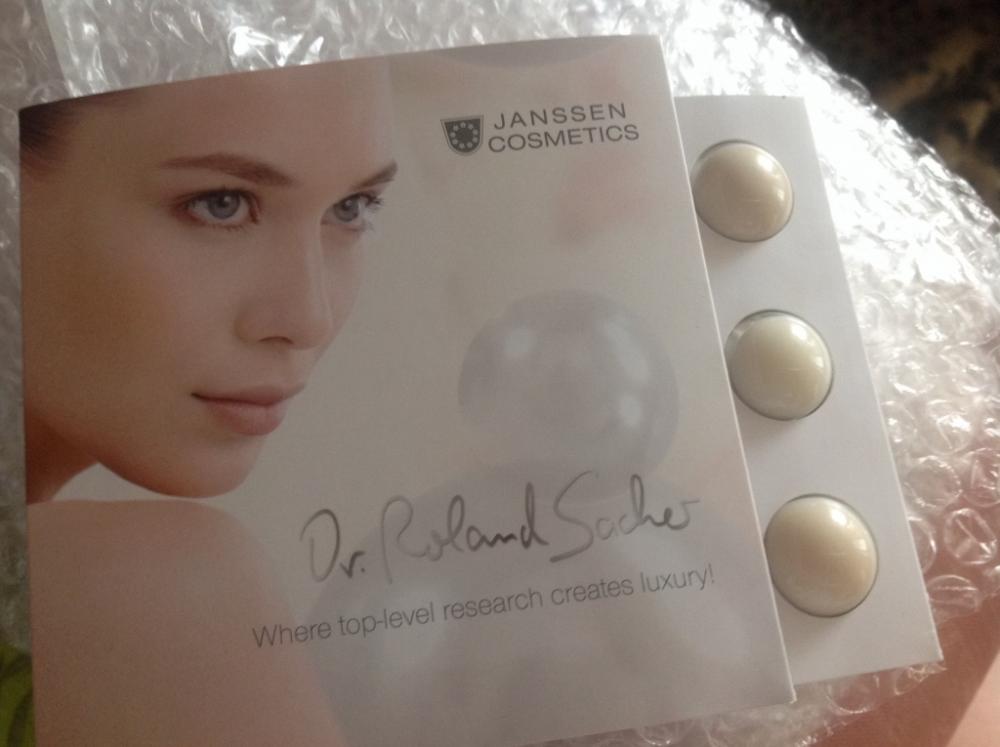 JANSSEN
COSMETICS
Dr. Roland Sacher
Where top-level research creates luxury!